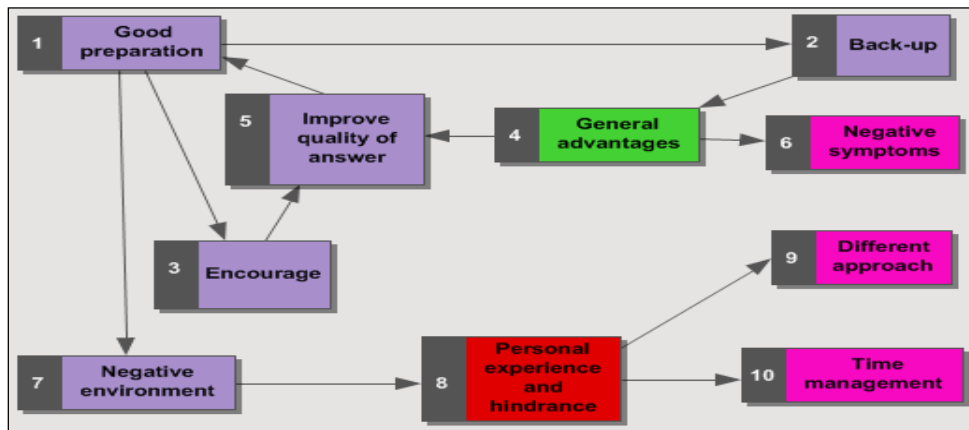 1
Good
preparation
2
Back-up
5
Improve
quality of
answer
4
General
advantages
6
Negative
symptoms
3
Encourage
9
Different
approach
7
Negative
environment
8
Personal
experience
and
hindrance
10
Time
management